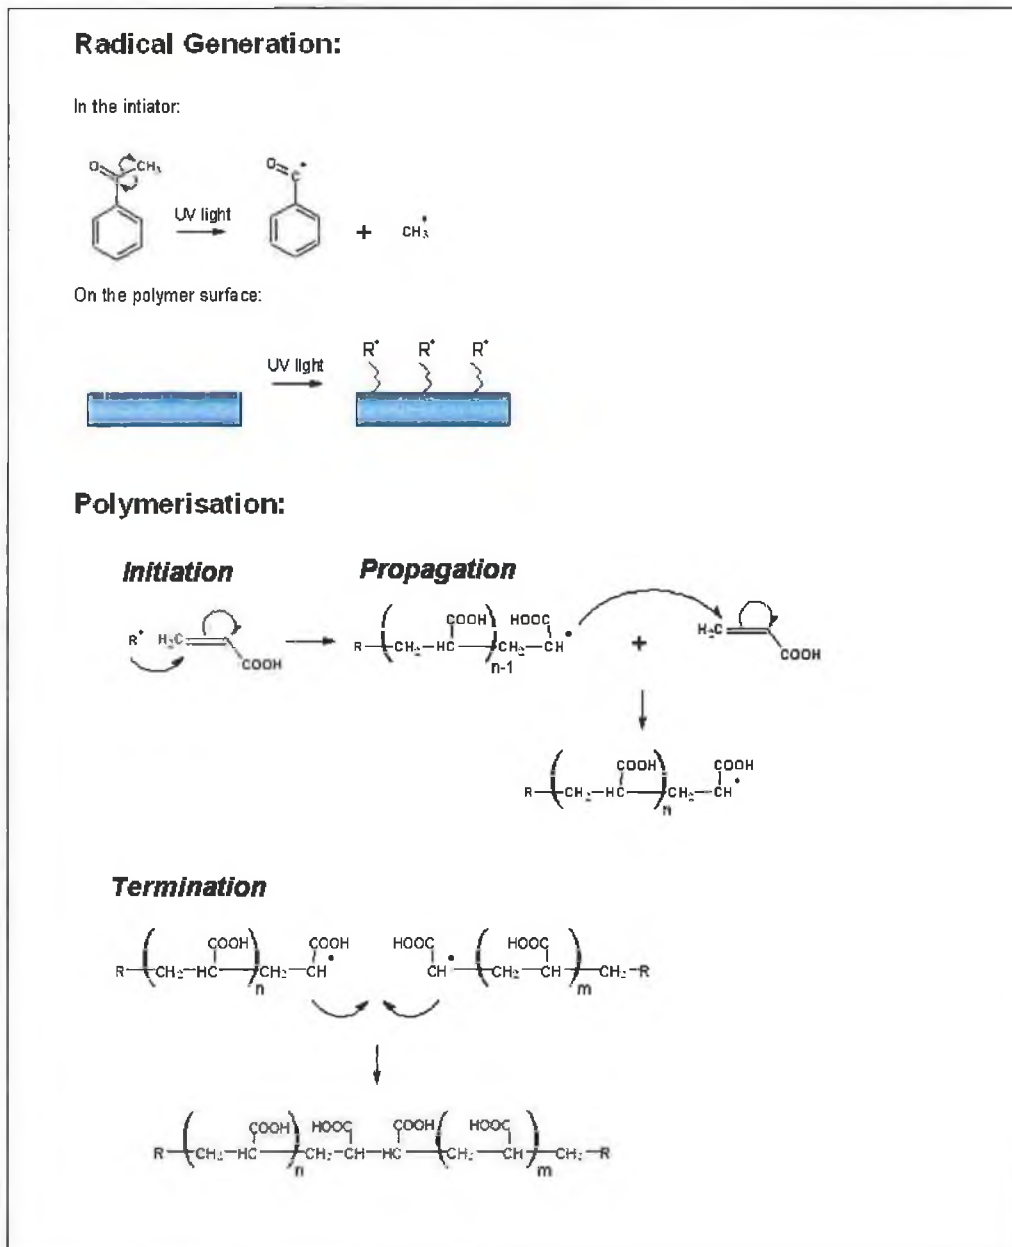 Radical Generation:
In the intiator:
O CH₃ O C•
UV light
+ CH₃•
On the polymer surface:
R• R• R•
UV light
Polymerisation:
Initiation Propagation
R• H₂C COOH
R—(CH₂—HC COOH)n-1 CH₂—CH• HOOC
+
H₂C COOH
R—(CH₂—HC COOH)n CH₂—CH• COOH
Termination
R—(CH₂—HC COOH)n CH₂—CH• COOH HOOC CH• (HOOC CH₂—CH)m CH₂—R
R—(CH₂—HC COOH)n CH₂—CH HOOC—HC COOH (CH₂—CH HOOC)m CH₂—R